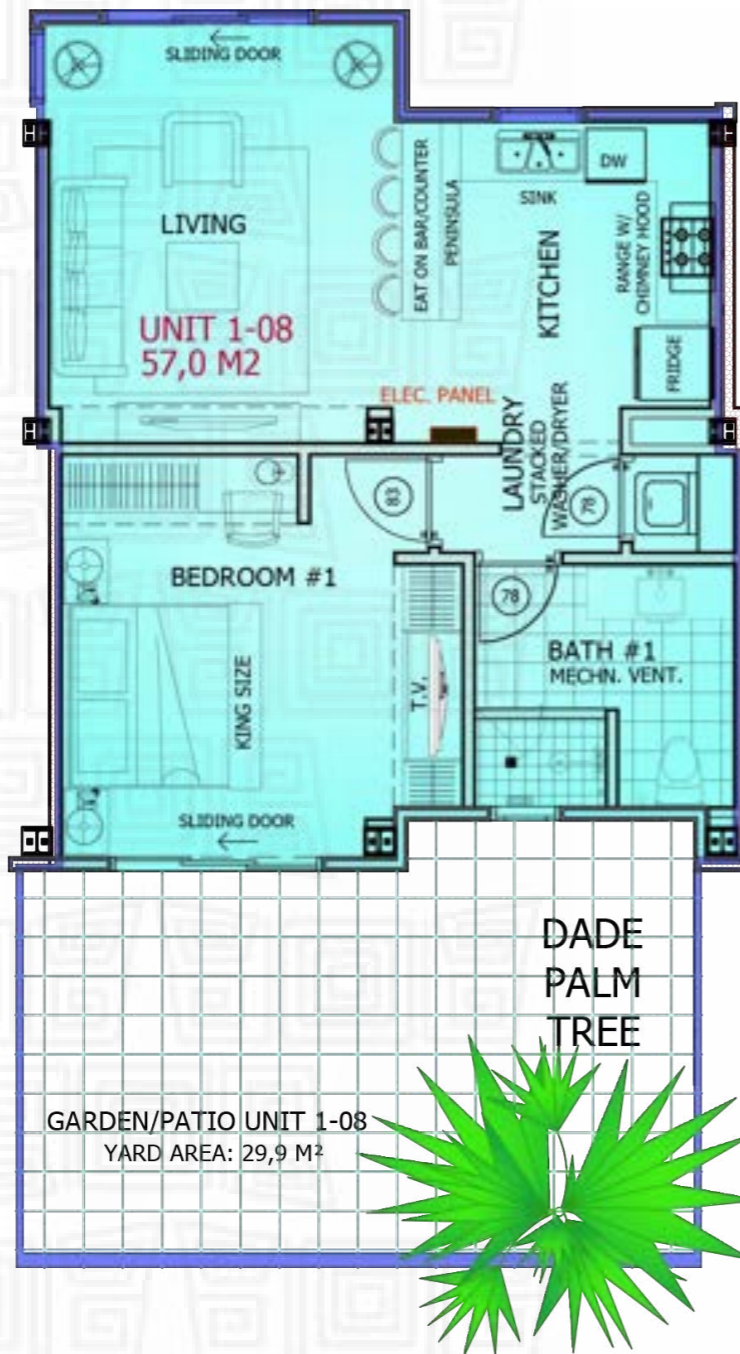 SLIDING DOOR
LIVING
UNIT 1-08
57,0 M2
EAT ON BAR/COUNTER
PENINSULA
SINK
DW
KITCHEN
RANGE W/
CHIMNEY HOOD
FRIDGE
ELEC. PANEL
LAUNDRY
STACKED
WASHER/DRYER
83
78
BEDROOM #1
78
BATH #1
MECHN. VENT.
KING SIZE
T.V.
SLIDING DOOR
DADE
PALM
TREE
GARDEN/PATIO UNIT 1-08
YARD AREA: 29,9 M²